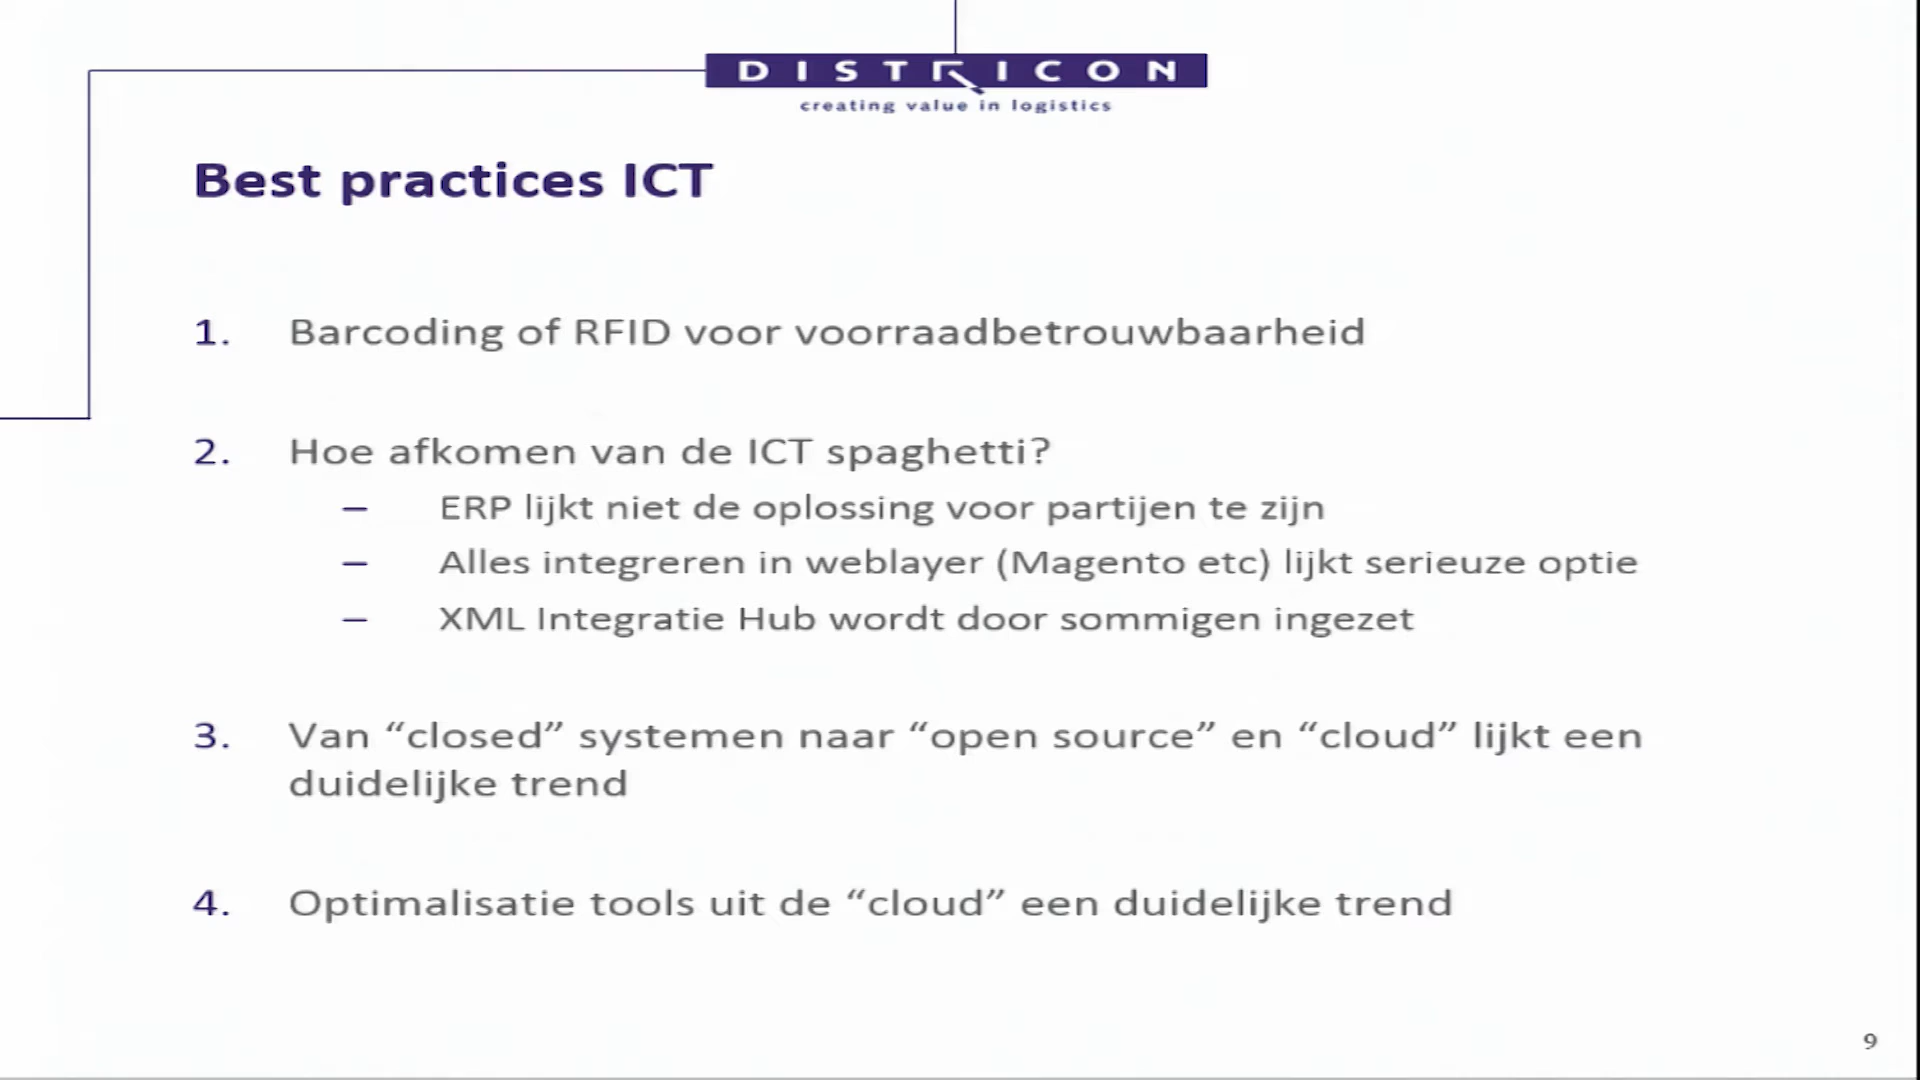 DISTRICON
creating value in logistics
Best practices ICT
1. Barcoding of RFID voor voorraadbetrouwbaarheid
2. Hoe afkomen van de ICT spaghetti?
– ERP lijkt niet de oplossing voor partijen te zijn
– Alles integreren in weblayer (Magento etc) lijkt serieuze optie
– XML Integratie Hub wordt door sommigen ingezet
3. Van “closed” systemen naar “open source” en “cloud” lijkt een
duidelijke trend
4. Optimalisatie tools uit de “cloud” een duidelijke trend
9